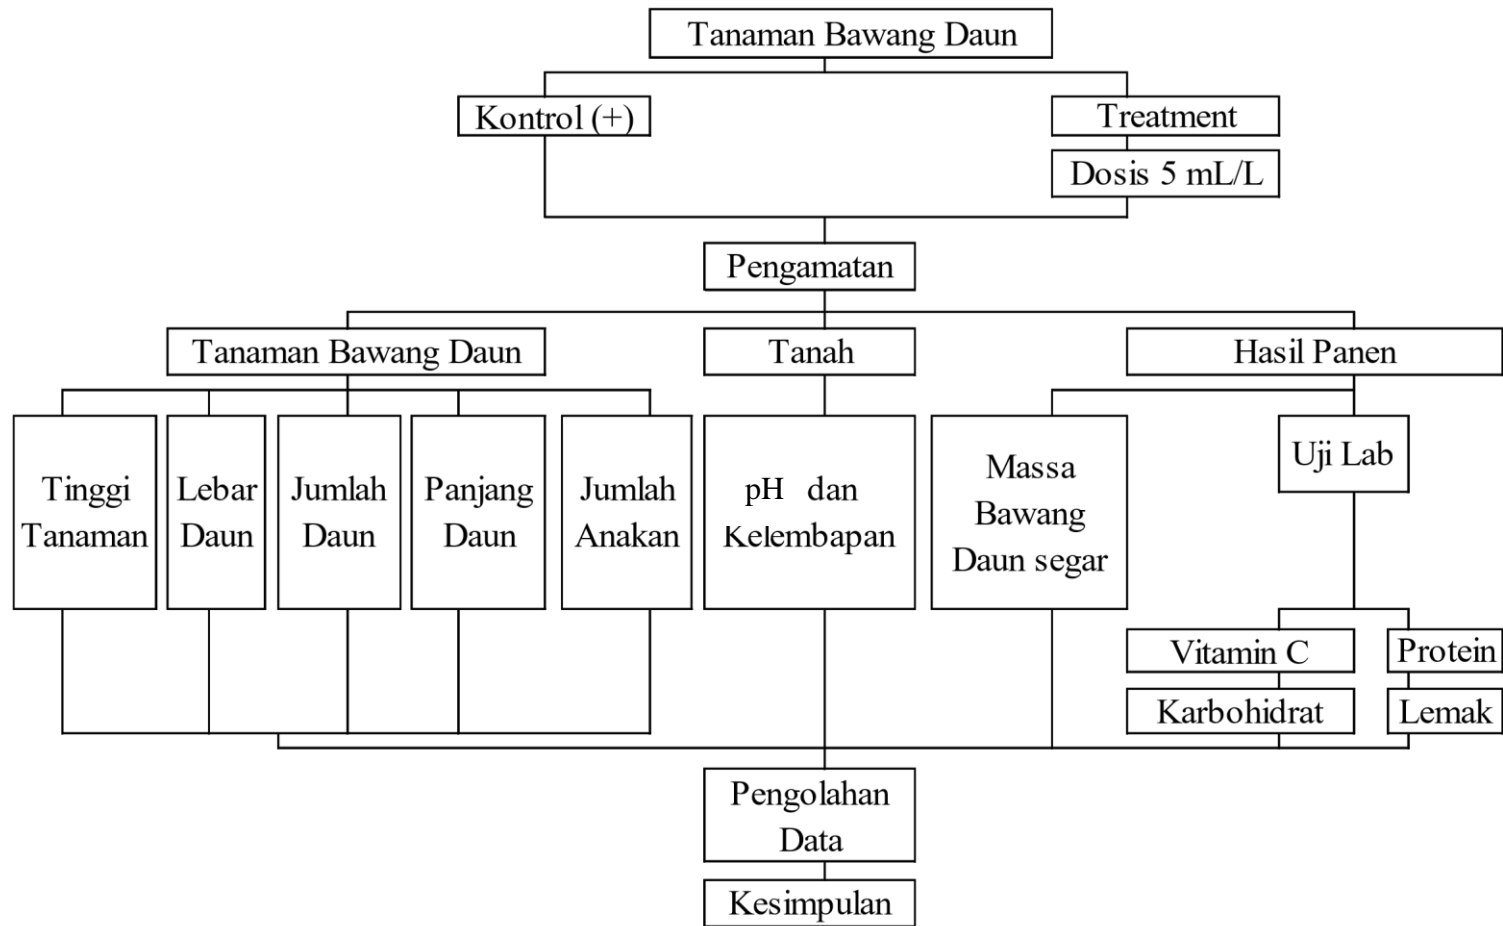 Tanaman Bawang Daun
Kontrol (+)
Treatment
Dosis 5 mL/L
Pengamatan
Tanaman Bawang Daun
Tanah
Hasil Panen
Tinggi
Tanaman
Lebar
Daun
Jumlah
Daun
Panjang
Daun
Jumlah
Anakan
pH dan
Kelembapan
Massa
Bawang
Daun segar
Uji Lab
Vitamin C
Protein
Karbohidrat
Lemak
Pengolahan
Data
Kesimpulan